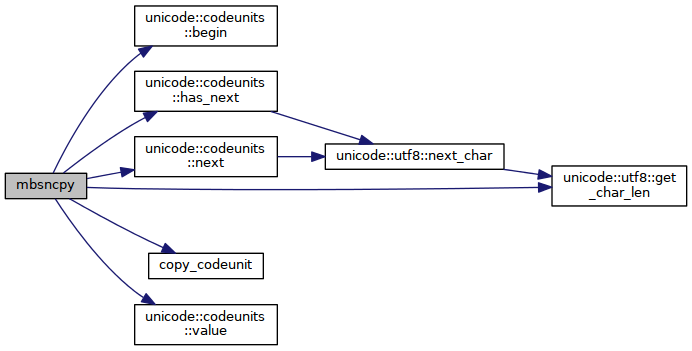 mbsncpy
unicode::codeunits
::begin
unicode::codeunits
::has_next
unicode::codeunits
::next
copy_codeunit
unicode::codeunits
::value
unicode::utf8::next_char
unicode::utf8::get
_char_len